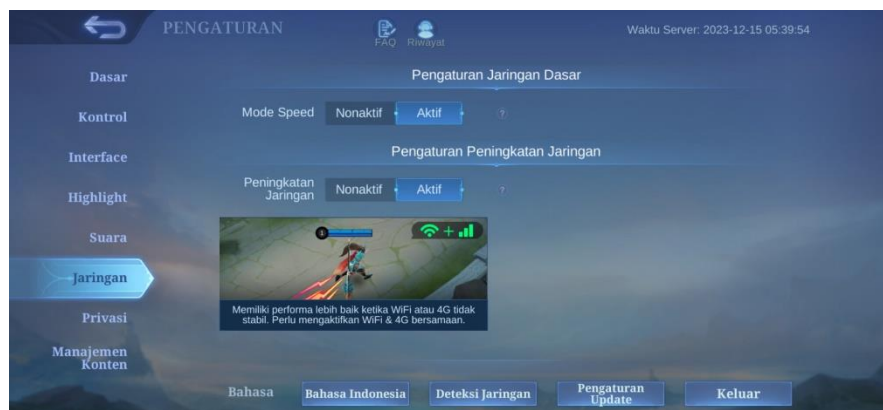 PENGATURAN
FAQ
Riwayat
Waktu Server: 2023-12-15 05:39:54
Dasar
Kontrol
Interface
Highlight
Suara
Jaringan
Privasi
Manajemen
Konten
Pengaturan Jaringan Dasar
Mode Speed
Nonaktif
Aktif
?
Pengaturan Peningkatan Jaringan
Peningkatan
Jaringan
Nonaktif
Aktif
?
Memiliki performa lebih baik ketika WiFi atau 4G tidak
stabil. Perlu mengaktifkan WiFi & 4G bersamaan.
Bahasa
Bahasa Indonesia
Deteksi Jaringan
Pengaturan
Update
Keluar